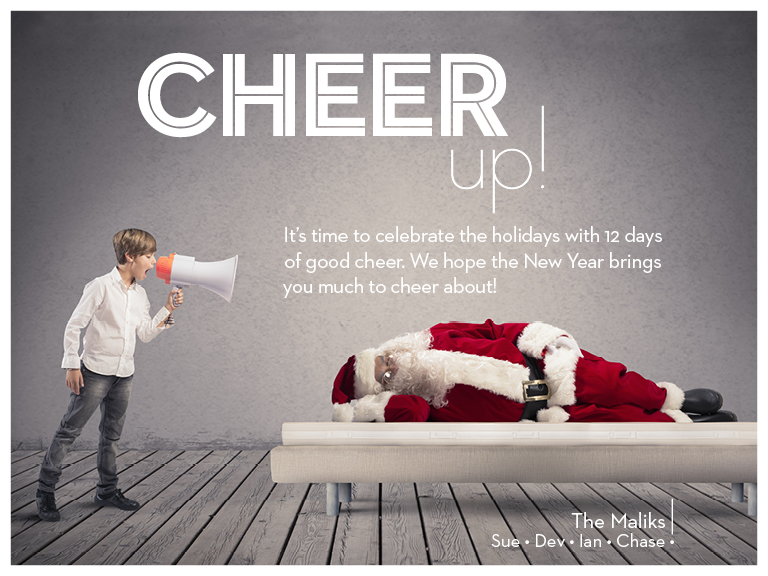 CHEER
up!
It's time to celebrate the holidays with 12 days
of good cheer. We hope the New Year brings
you much to cheer about!
The Maliks
Sue • Dev • Ian • Chase •